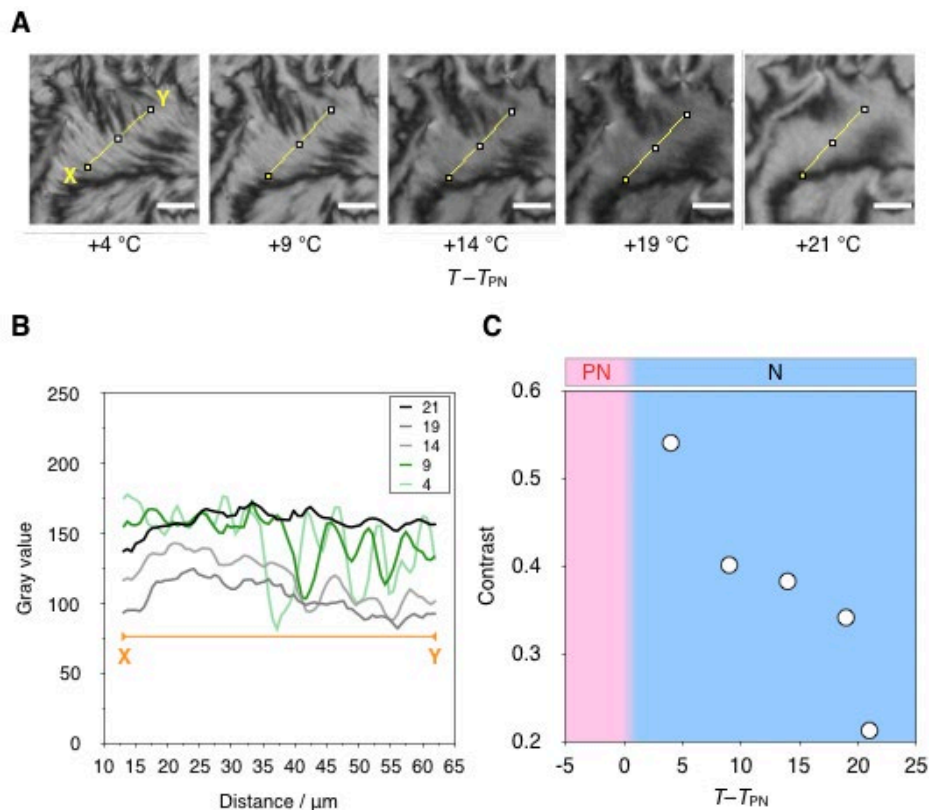 A
Y
X
+4 °C
+9 °C
+14 °C
+19 °C
+21 °C
T–TPN
B
250
200
150
100
50
0
Gray value
21
19
14
9
4
X
Y
10 15 20 25 30 35 40 45 50 55 60 65
Distance / µm
C
PN
N
0.6
0.5
0.4
0.3
0.2
Contrast
-5 0 5 10 15 20 25
T–TPN